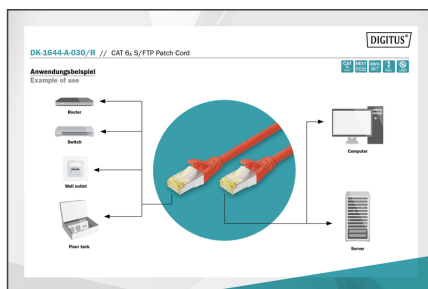 DIGITUS®
DK-1644-A-030/R // CAT 6A S/FTP Patch Cord
Anwendungsbeispiel
Example of use
Router
Switch
Wall outlet
Floor tank
Computer
Server